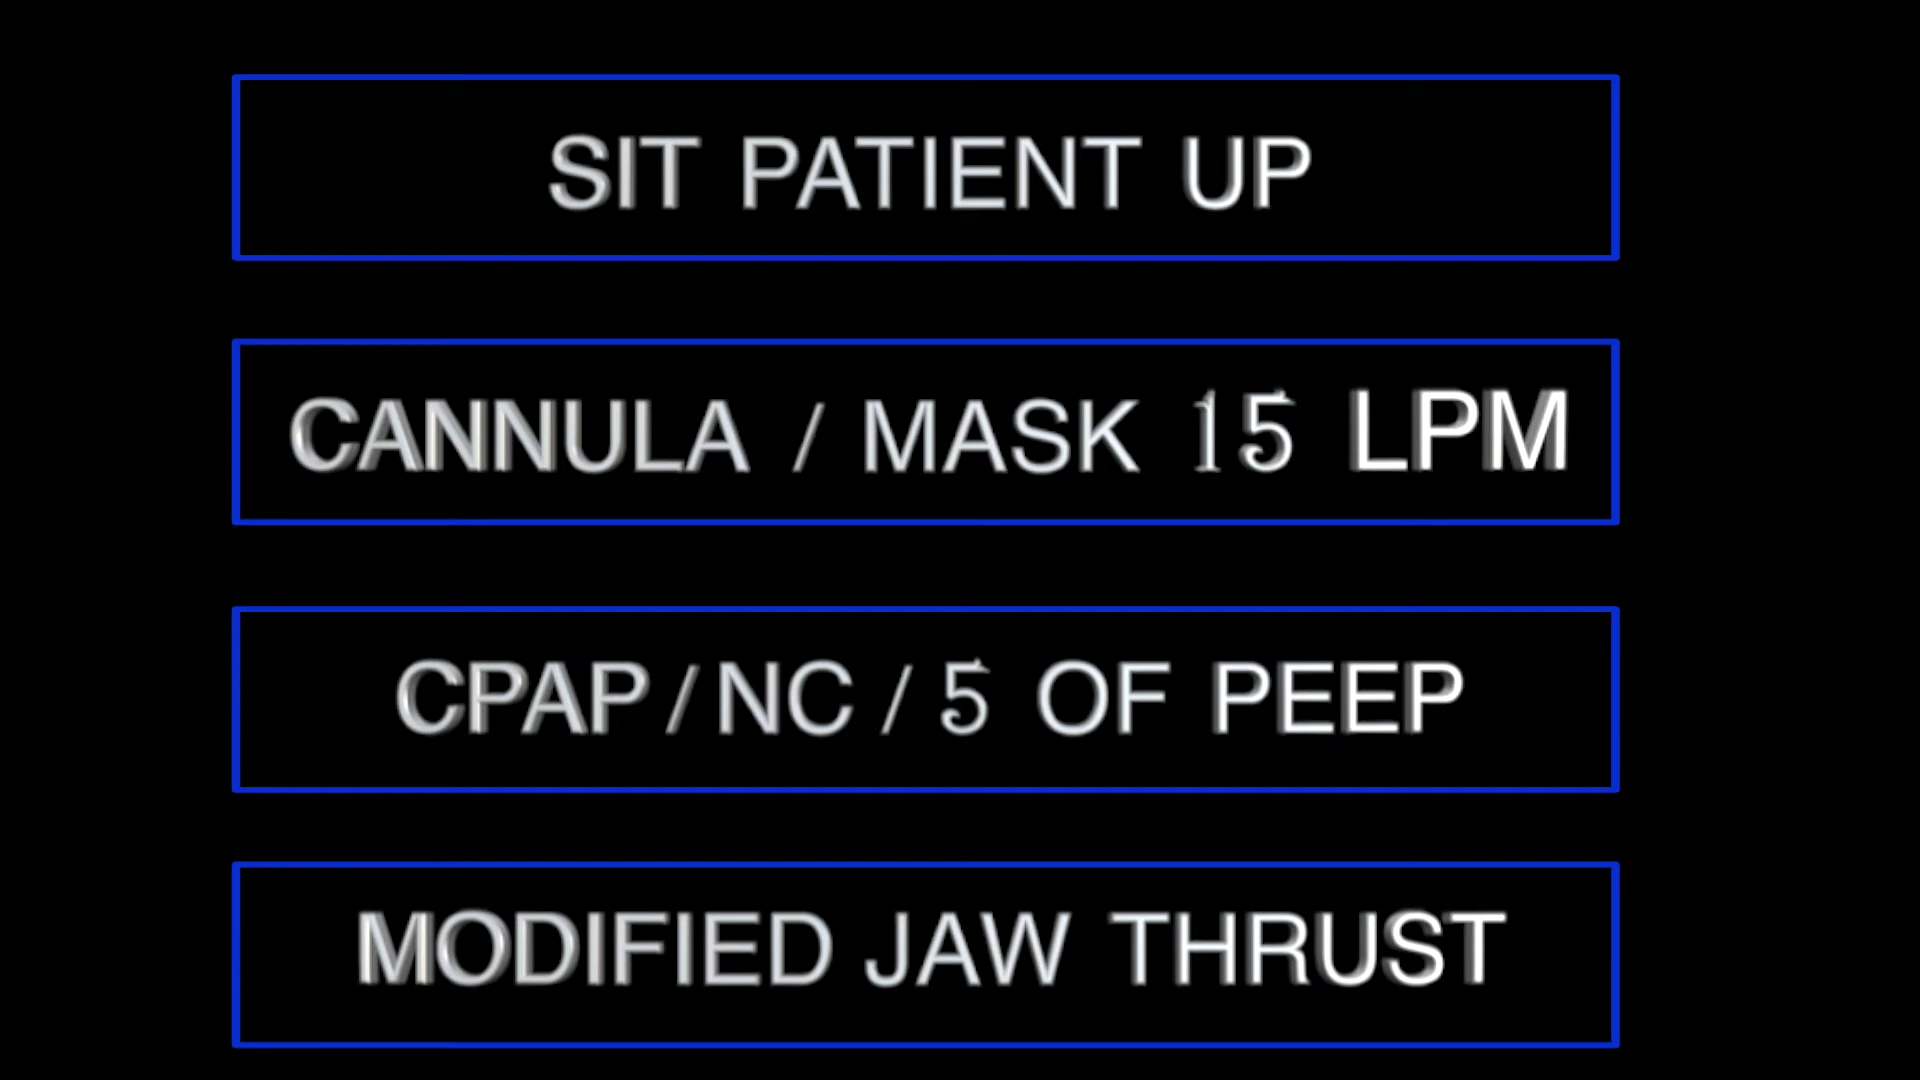 SIT PATIENT UP
CANNULA / MASK 15 LPM
CPAP / NC / 5 OF PEEP
MODIFIED JAW THRUST